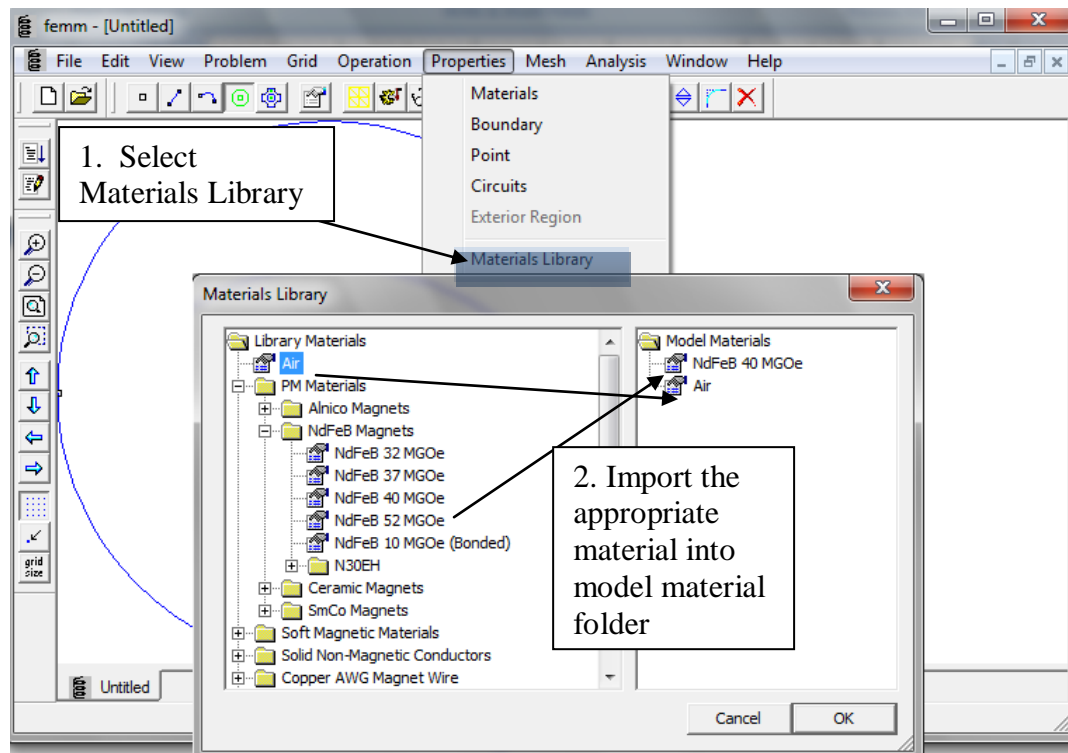 femm - [Untitled]
File Edit View Problem Grid Operation Properties Mesh Analysis Window Help
Materials
Boundary
Point
Circuits
Exterior Region
Materials Library
1. Select
Materials Library
grid
size
Materials Library
Library Materials
Air
PM Materials
Alnico Magnets
NdFeB Magnets
NdFeB 32 MGOe
NdFeB 37 MGOe
NdFeB 40 MGOe
NdFeB 52 MGOe
NdFeB 10 MGOe (Bonded)
N30EH
Ceramic Magnets
SmCo Magnets
Soft Magnetic Materials
Solid Non-Magnetic Conductors
Copper AWG Magnet Wire
Model Materials
NdFeB 40 MGOe
Air
2. Import the
appropriate
material into
model material
folder
Cancel OK
Untitled